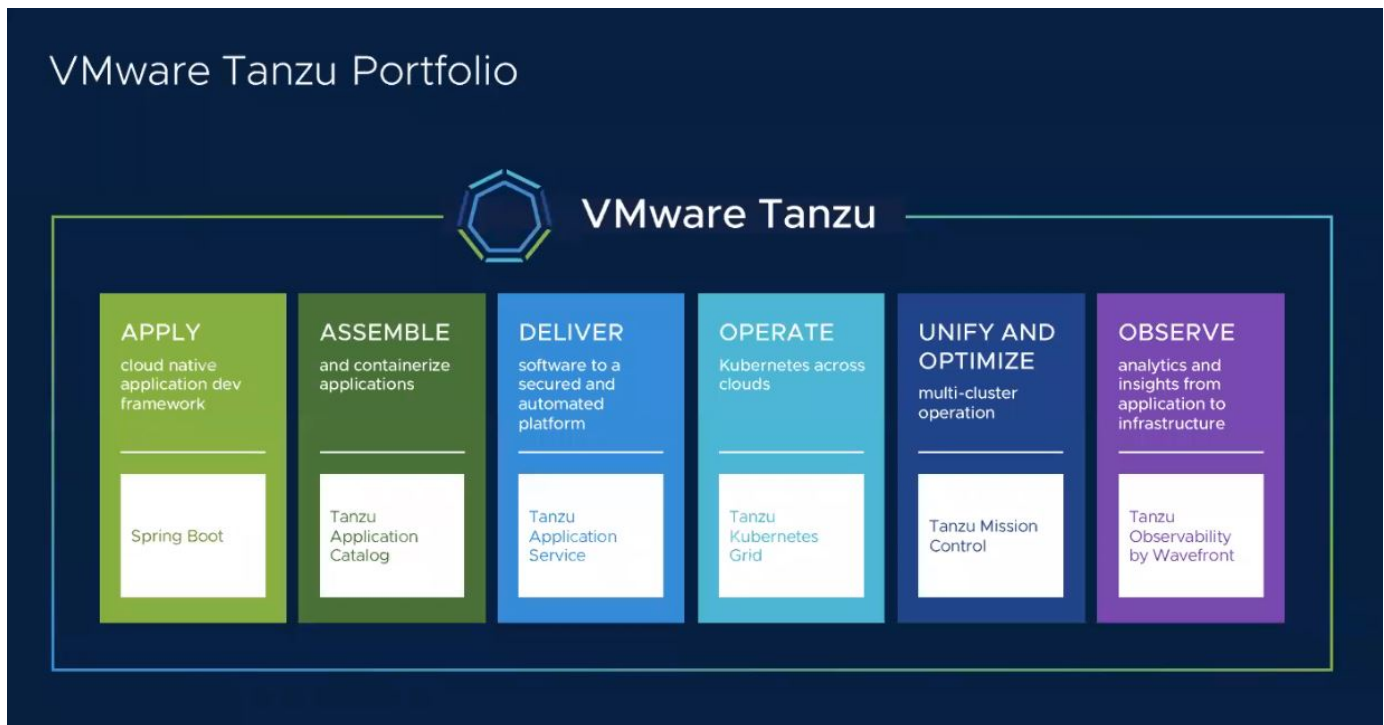 VMware Tanzu Portfolio
VMware Tanzu
APPLY
cloud native
application dev
framework
Spring Boot
ASSEMBLE
and containerize
applications
Tanzu
Application
Catalog
DELIVER
software to a
secured and
automated
platform
Tanzu
Application
Service
OPERATE
Kubernetes across
clouds
Tanzu
Kubernetes
Grid
UNIFY AND
OPTIMIZE
multi-cluster
operation
Tanzu Mission
Control
OBSERVE
analytics and
insights from
application to
infrastructure
Tanzu
Observability
by Wavefront